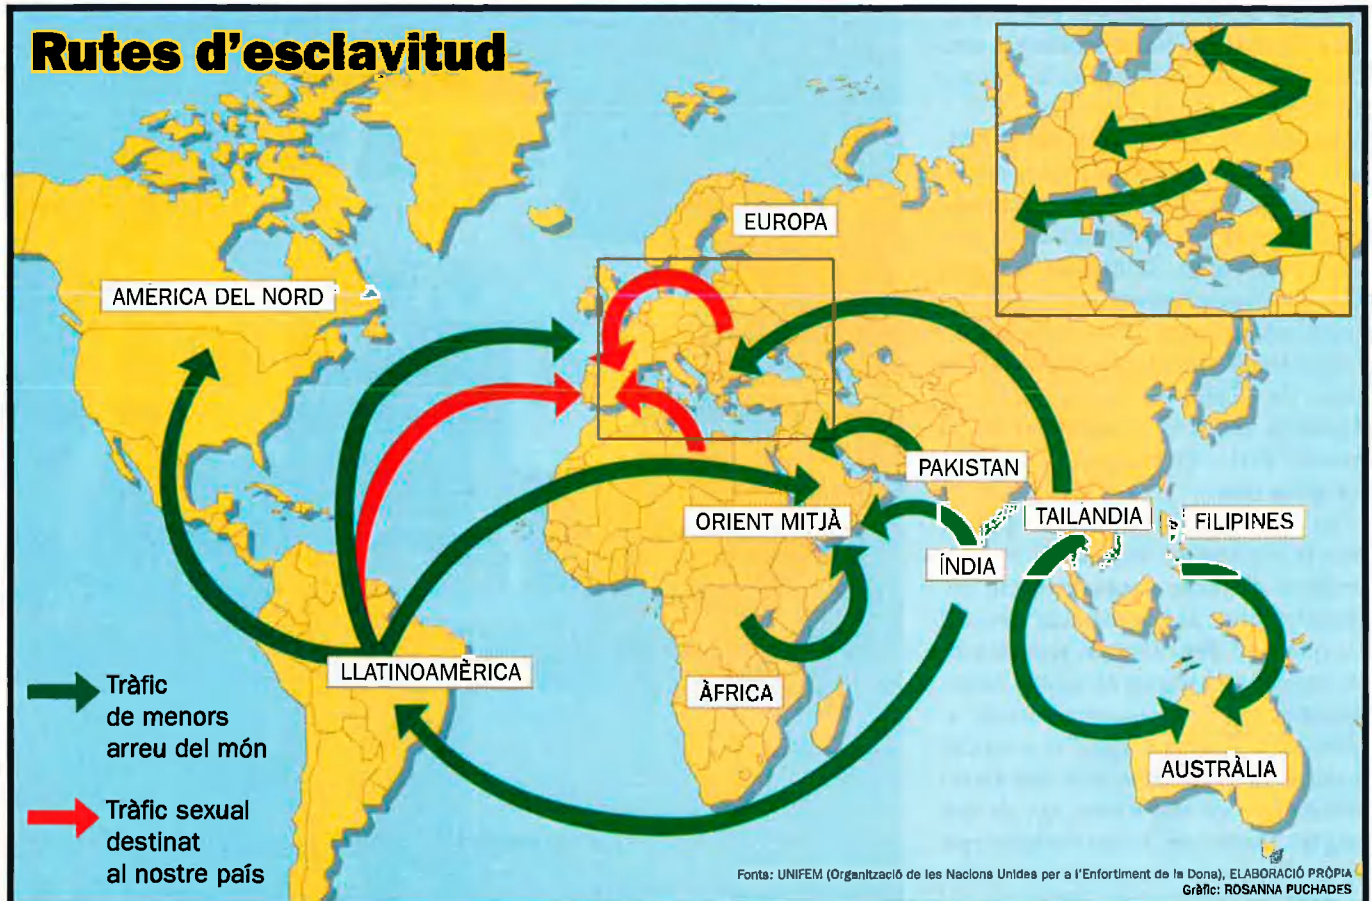 Rutes d'esclavitud
EUROPA
AMÈRICA DEL NORD
PAKISTAN
ORIENT MITJÀ
TAILANDIA
FILIPINES
ÍNDIA
LLATINOAMÈRICA
ÀFRICA
AUSTRÀLIA
Tràfic
de menors
arreu del món
Tràfic sexual
destinat
al nostre país
Fonts: UNIFEM (Organització de les Nacions Unides per a l'Enfortiment de la Dona), ELABORACIÓ PRÒPIA
Gràfic: ROSANNA PUCHADES